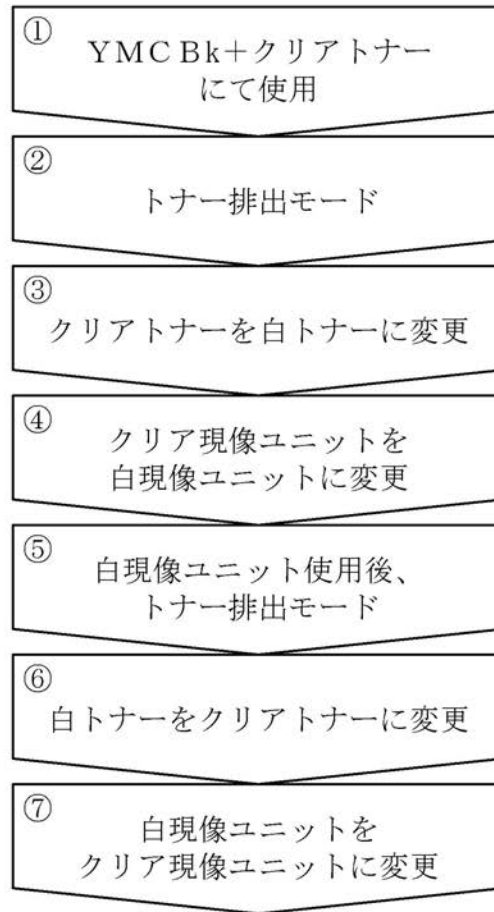 ①
YMCBk+クリアトナー
にて使用
②
トナー排出モード
③
クリアトナーを白トナーに変更
④
クリア現像ユニットを
白現像ユニットに変更
⑤
白現像ユニット使用後、
トナー排出モード
⑥
白トナーをクリアトナーに変更
⑦
白現像ユニットを
クリア現像ユニットに変更